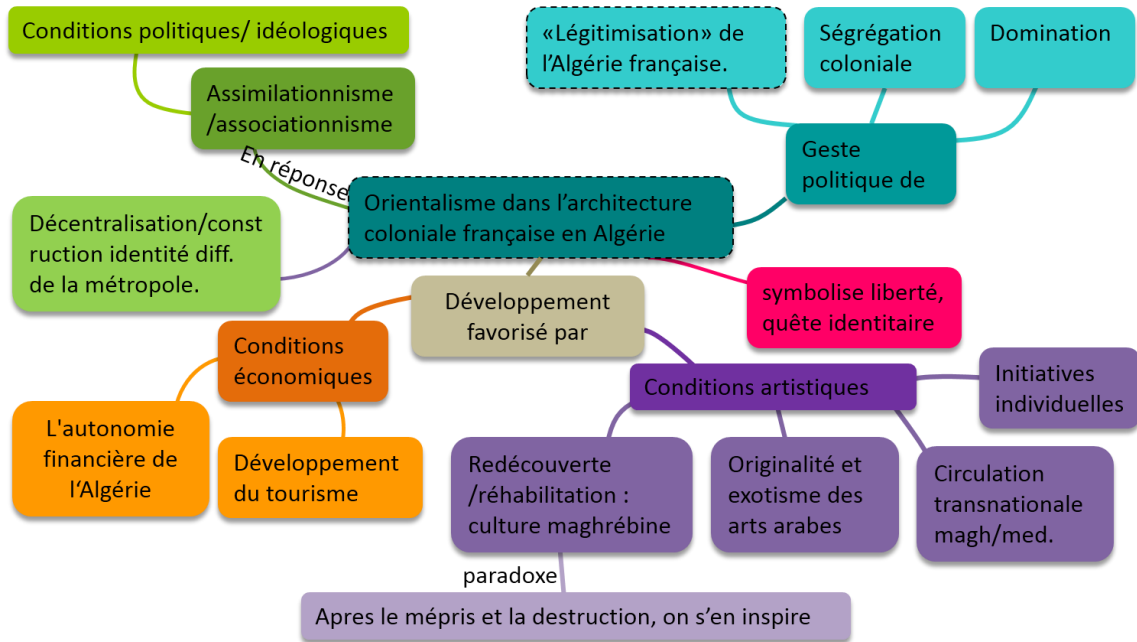 Conditions politiques/ idéologiques
Assimilationnisme
/associationnisme
En réponse
«Légitimisation» de
l’Algérie française.
Ségrégation
coloniale
Domination
Geste
politique de
Orientalisme dans l’architecture
coloniale française en Algérie
Décentralisation/const
ruction identité diff.
de la métropole.
Développement
favorisé par
symbolise liberté,
quête identitaire
Conditions
économiques
L'autonomie
financière de
l‘Algérie
Développement
du tourisme
Conditions artistiques
Initiatives
individuelles
Redécouverte
/réhabilitation :
culture maghrébine
Originalité et
exotisme des
arts arabes
Circulation
transnationale
magh/med.
paradoxe
Apres le mépris et la destruction, on s’en inspire